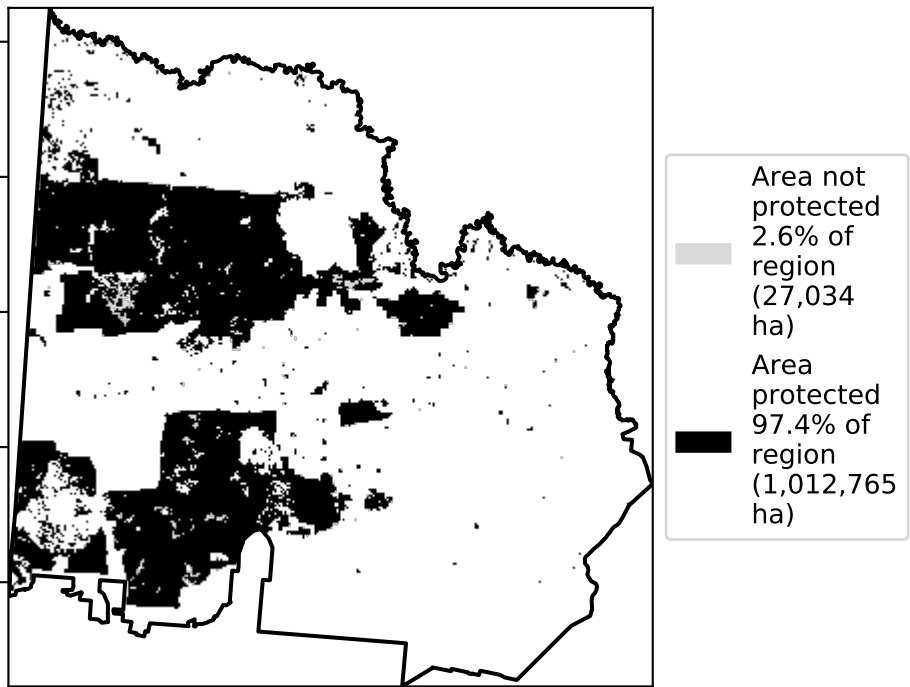 Area not
protected
2.6% of
region
(27,034
ha)
Area
protected
97.4% of
region
(1,012,765
ha)